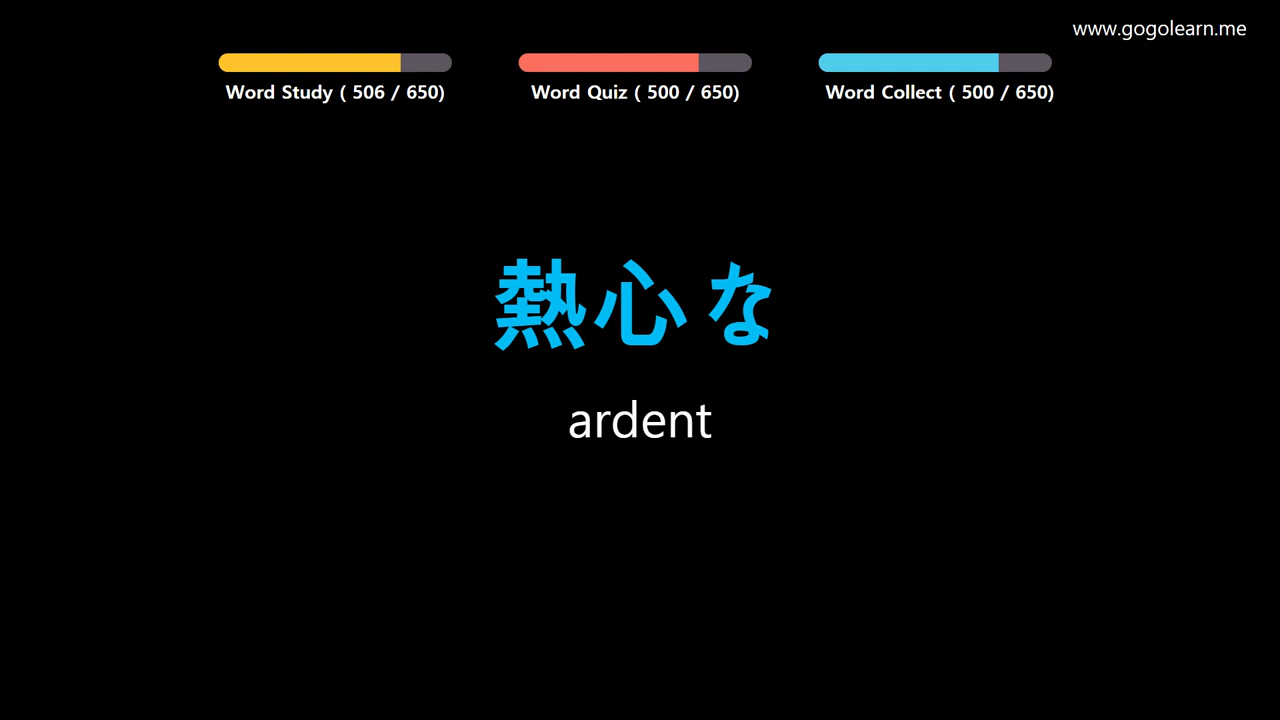 www.gogolearn.me
Word Study ( 506 / 650)
Word Quiz ( 500 / 650)
Word Collect ( 500 / 650)
熱心な
ardent